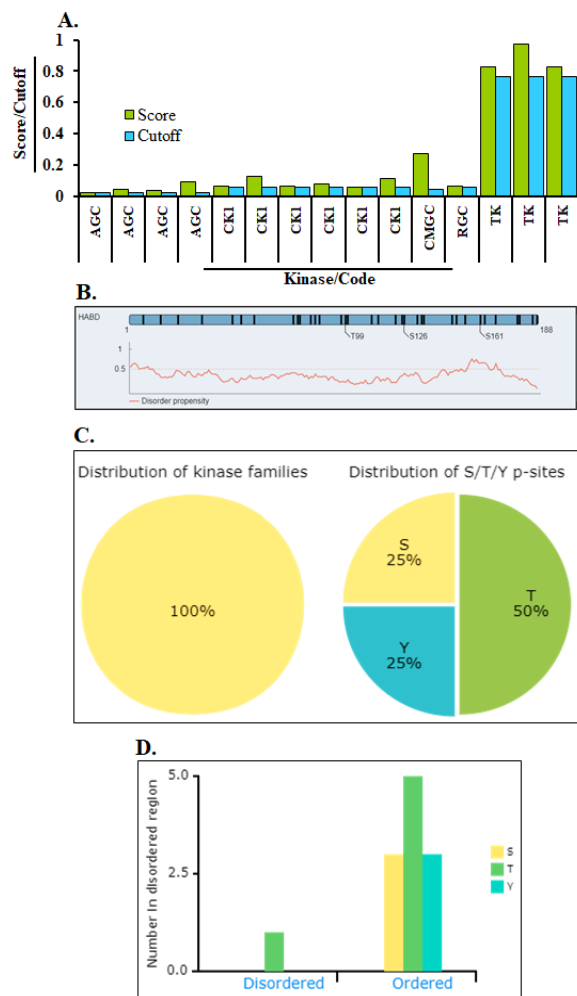 A.
Score/Cutoff
1
0.8
0.6
0.4
0.2
0
Score
Cutoff
AGC AGC AGC AGC CK1 CK1 CK1 CK1 CK1 CK1 CMGC RGC TK TK TK
Kinase/Code
B.
HABD
1 188
T99 S126 S161
1
0.5
Disorder propensity
C.
Distribution of kinase families Distribution of S/T/Y p-sites
100%
S
25%
T
50%
Y
25%
D.
Number In disordered region
5.0
2.5
0.0
S
T
Y
Disordered Ordered